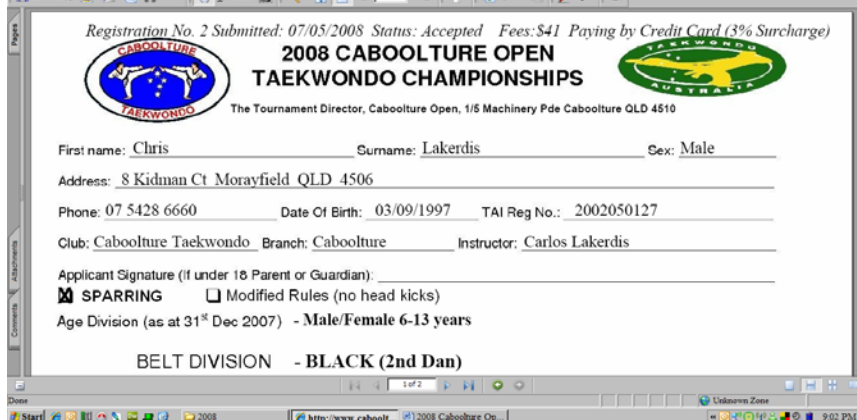 Pages
Registration No. 2 Submitted: 07/05/2008 Status: Accepted Fees:$41 Paying by Credit Card (3% Surcharge)
CABOOLTURE
TAEKWONDO
2008 CABOOLTURE OPEN
TAEKWONDO CHAMPIONSHIPS
TAEKWONDO
AUSTRALIA
The Tournament Director, Caboolture Open, 1/5 Machinery Pde Caboolture QLD 4510
First name: Chris Surname: Lakerdis Sex: Male
Address: 8 Kidman Ct Morayfield QLD 4506
Phone: 07 5428 6660 Date Of Birth: 03/09/1997 TAI Reg No.: 2002050127
Club: Caboolture Taekwondo Branch: Caboolture Instructor: Carlos Lakerdis
Attachments
Applicant Signature (If under 18 Parent or Guardian):
SPARRING Modified Rules (no head kicks)
Comments
Age Division (as at 31st Dec 2007) - Male/Female 6-13 years
BELT DIVISION - BLACK (2nd Dan)
1 of 2
Done Unknown Zone
Start 2008 http://www.caboolt... 2008 Caboolture Op... 9:02 PM